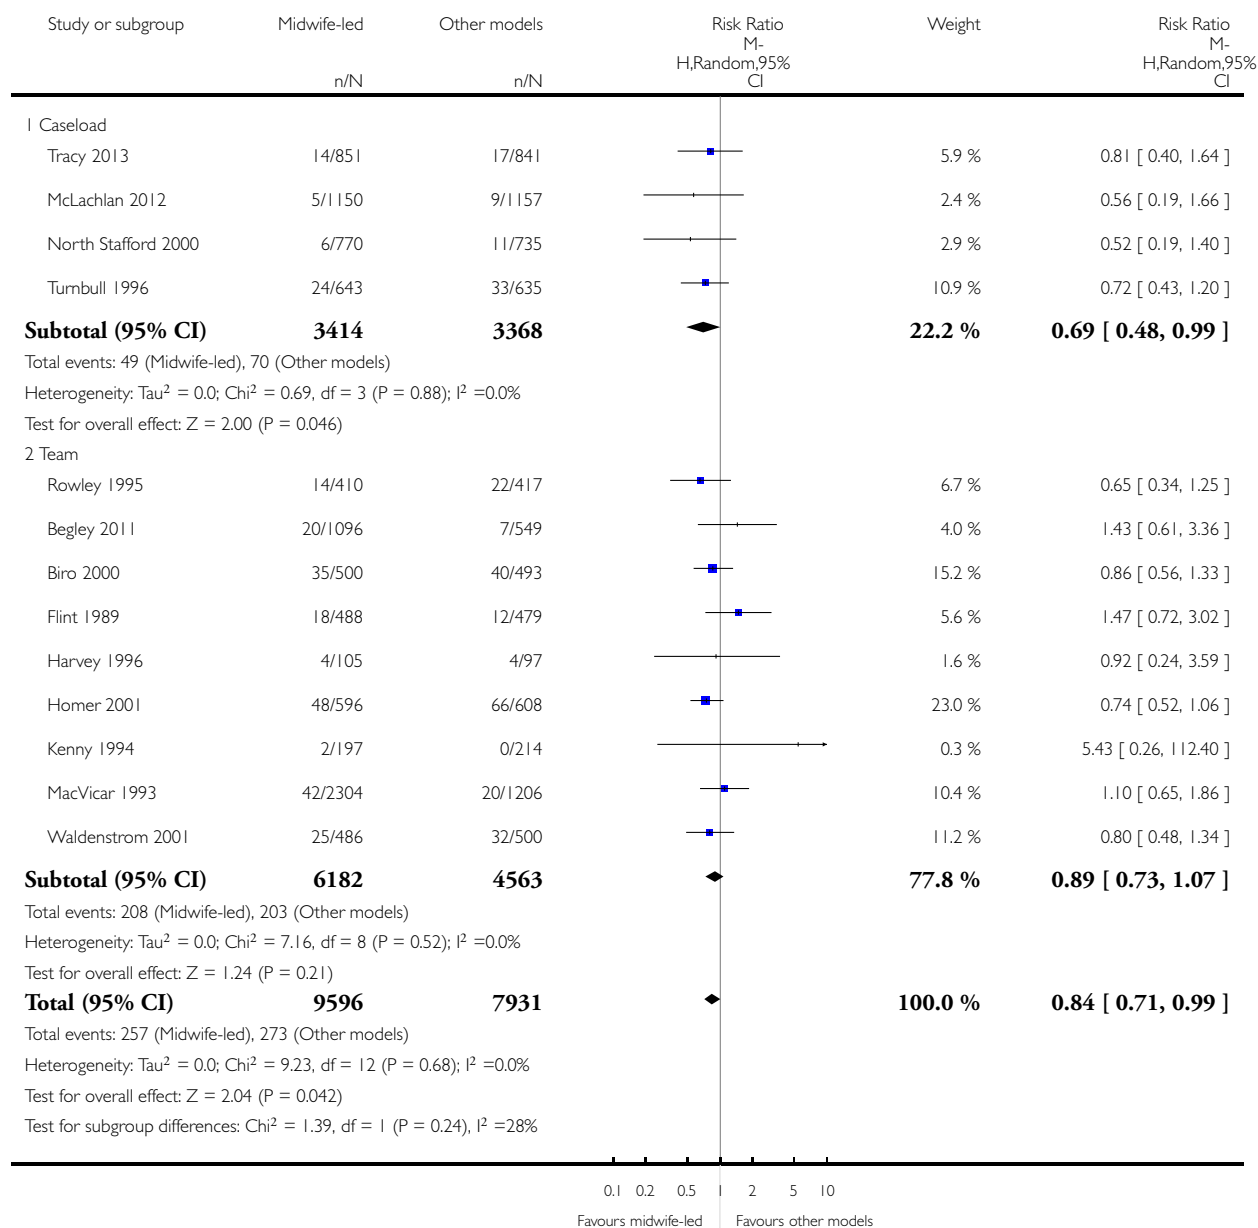 Study or subgroup Midwife-led Other models Risk Ratio Weight Risk Ratio
M- M-
H,Random,95% H,Random,95%
n/N n/N CI CI
1 Caseload
Tracy 2013 14/851 17/841 5.9 % 0.81 [ 0.40, 1.64 ]
McLachlan 2012 5/1150 9/1157 2.4 % 0.56 [ 0.19, 1.66 ]
North Stafford 2000 6/770 11/735 2.9 % 0.52 [ 0.19, 1.40 ]
Turnbull 1996 24/643 33/635 10.9 % 0.72 [ 0.43, 1.20 ]
Subtotal (95% CI) 3414 3368 22.2 % 0.69 [ 0.48, 0.99 ]
Total events: 49 (Midwife-led), 70 (Other models)
Heterogeneity: Tau² = 0.0; Chi² = 0.69, df = 3 (P = 0.88); I² =0.0%
Test for overall effect: Z = 2.00 (P = 0.046)
2 Team
Rowley 1995 14/410 22/417 6.7 % 0.65 [ 0.34, 1.25 ]
Begley 2011 20/1096 7/549 4.0 % 1.43 [ 0.61, 3.36 ]
Biro 2000 35/500 40/493 15.2 % 0.86 [ 0.56, 1.33 ]
Flint 1989 18/488 12/479 5.6 % 1.47 [ 0.72, 3.02 ]
Harvey 1996 4/105 4/97 1.6 % 0.92 [ 0.24, 3.59 ]
Homer 2001 48/596 66/608 23.0 % 0.74 [ 0.52, 1.06 ]
Kenny 1994 2/197 0/214 0.3 % 5.43 [ 0.26, 112.40 ]
MacVicar 1993 42/2304 20/1206 10.4 % 1.10 [ 0.65, 1.86 ]
Waldenstrom 2001 25/486 32/500 11.2 % 0.80 [ 0.48, 1.34 ]
Subtotal (95% CI) 6182 4563 77.8 % 0.89 [ 0.73, 1.07 ]
Total events: 208 (Midwife-led), 203 (Other models)
Heterogeneity: Tau² = 0.0; Chi² = 7.16, df = 8 (P = 0.52); I² =0.0%
Test for overall effect: Z = 1.24 (P = 0.21)
Total (95% CI) 9596 7931 100.0 % 0.84 [ 0.71, 0.99 ]
Total events: 257 (Midwife-led), 273 (Other models)
Heterogeneity: Tau² = 0.0; Chi² = 9.23, df = 12 (P = 0.68); I² =0.0%
Test for overall effect: Z = 2.04 (P = 0.042)
Test for subgroup differences: Chi² = 1.39, df = 1 (P = 0.24), I² =28%
0.1 0.2 0.5 1 2 5 10
Favours midwife-led Favours other models